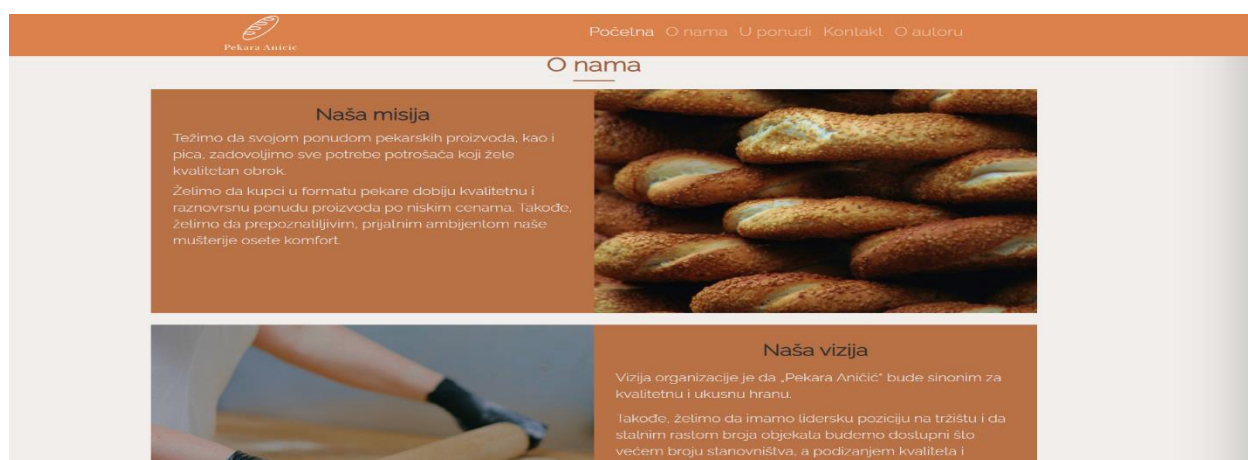 Pekara Anicic
Početna O nama U ponudi Kontakt O autoru
O nama
Naša misija
Težimo da svojom ponudom pekarskih proizvoda, kao i
pica, zadovoljimo sve potrebe potrošača koji žele
kvalitetan obrok.
Želimo da kupci u formatu pekare dobiju kvalitetnu i
raznovrsnu ponudu proizvoda po niskim cenama. Takođe,
želimo da prepoznatiljivim, prijatnim ambijentom naše
mušterije osete komfort.
Naša vizija
Vizija organizacije je da „Pekara Aničić" bude sinonim za
kvalitetnu i ukusnu hranu.
Takođe, želimo da imamo lidersku poziciju na tržištu i da
stalnim rastom broja objekata budemo dostupni što
većem broju stanovništva, a podizanjem kvaliteta i